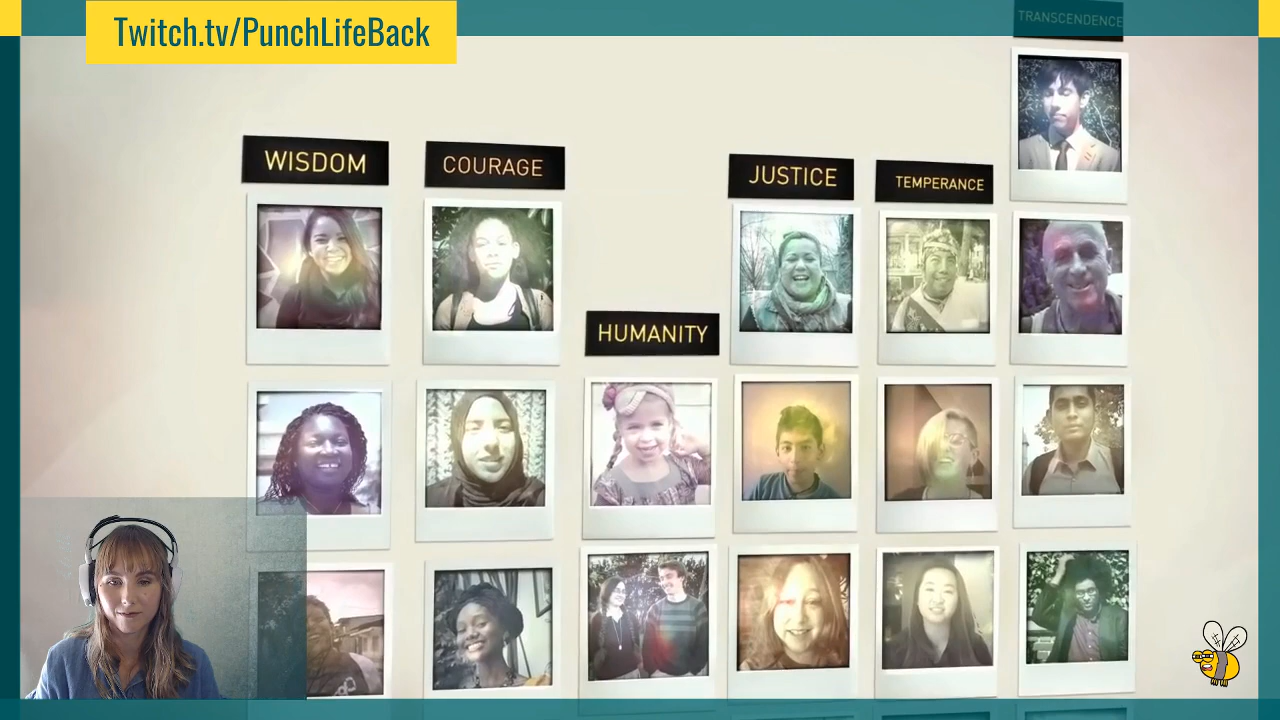 Twitch.tv/PunchLifeBack
TRANSCENDENCE
WISDOM
COURAGE
JUSTICE
TEMPERANCE
HUMANITY